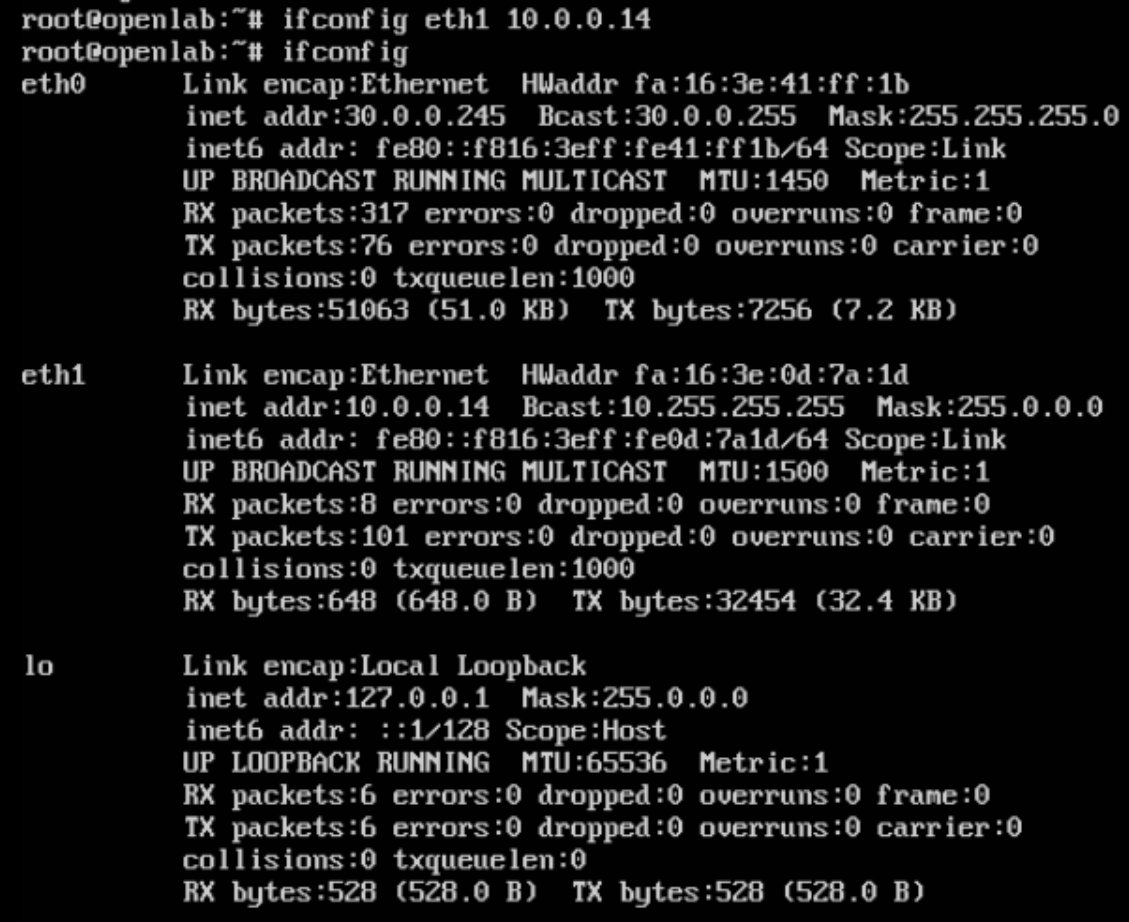 root@openlab:~# ifconfig eth1 10.0.0.14
root@openlab:~# ifconfig
eth0      Link encap:Ethernet  HWaddr fa:16:3e:41:ff:1b
          inet addr:30.0.0.245  Bcast:30.0.0.255  Mask:255.255.255.0
          inet6 addr: fe80::f816:3eff:fe41:ff1b/64 Scope:Link
          UP BROADCAST RUNNING MULTICAST  MTU:1450  Metric:1
          RX packets:317 errors:0 dropped:0 overruns:0 frame:0
          TX packets:76 errors:0 dropped:0 overruns:0 carrier:0
          collisions:0 txqueuelen:1000
          RX bytes:51063 (51.0 KB)  TX bytes:7256 (7.2 KB)

eth1      Link encap:Ethernet  HWaddr fa:16:3e:0d:7a:1d
          inet addr:10.0.0.14  Bcast:10.255.255.255  Mask:255.0.0.0
          inet6 addr: fe80::f816:3eff:fe0d:7a1d/64 Scope:Link
          UP BROADCAST RUNNING MULTICAST  MTU:1500  Metric:1
          RX packets:8 errors:0 dropped:0 overruns:0 frame:0
          TX packets:101 errors:0 dropped:0 overruns:0 carrier:0
          collisions:0 txqueuelen:1000
          RX bytes:648 (648.0 B)  TX bytes:32454 (32.4 KB)

lo        Link encap:Local Loopback
          inet addr:127.0.0.1  Mask:255.0.0.0
          inet6 addr: ::1/128 Scope:Host
          UP LOOPBACK RUNNING  MTU:65536  Metric:1
          RX packets:6 errors:0 dropped:0 overruns:0 frame:0
          TX packets:6 errors:0 dropped:0 overruns:0 carrier:0
          collisions:0 txqueuelen:0
          RX bytes:528 (528.0 B)  TX bytes:528 (528.0 B)